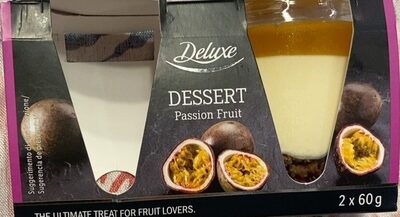 Deluxe
DESSERT
Passion Fruit
2 x 60g
THE ULTIMATE TREAT FOR FRUIT LOVERS.